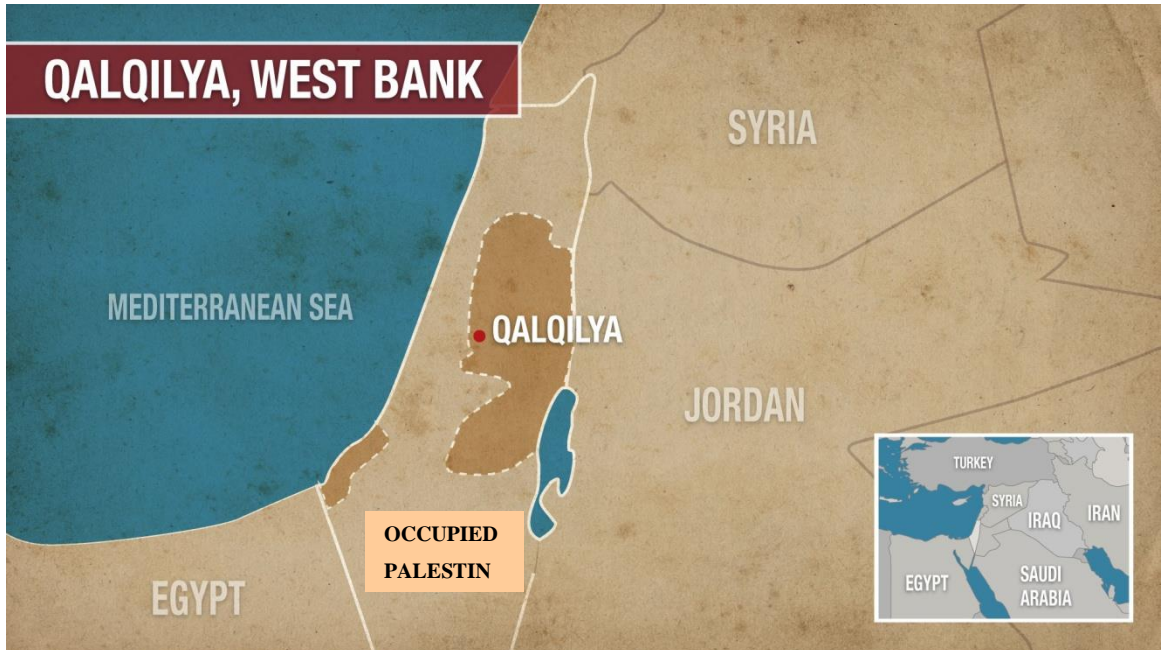 QALQILYA, WEST BANK
SYRIA
MEDITERRANEAN SEA
QALQILYA
JORDAN
OCCUPIED
PALESTIN
EGYPT
TURKEY
SYRIA
IRAQ
IRAN
EGYPT
SAUDI
ARABIA